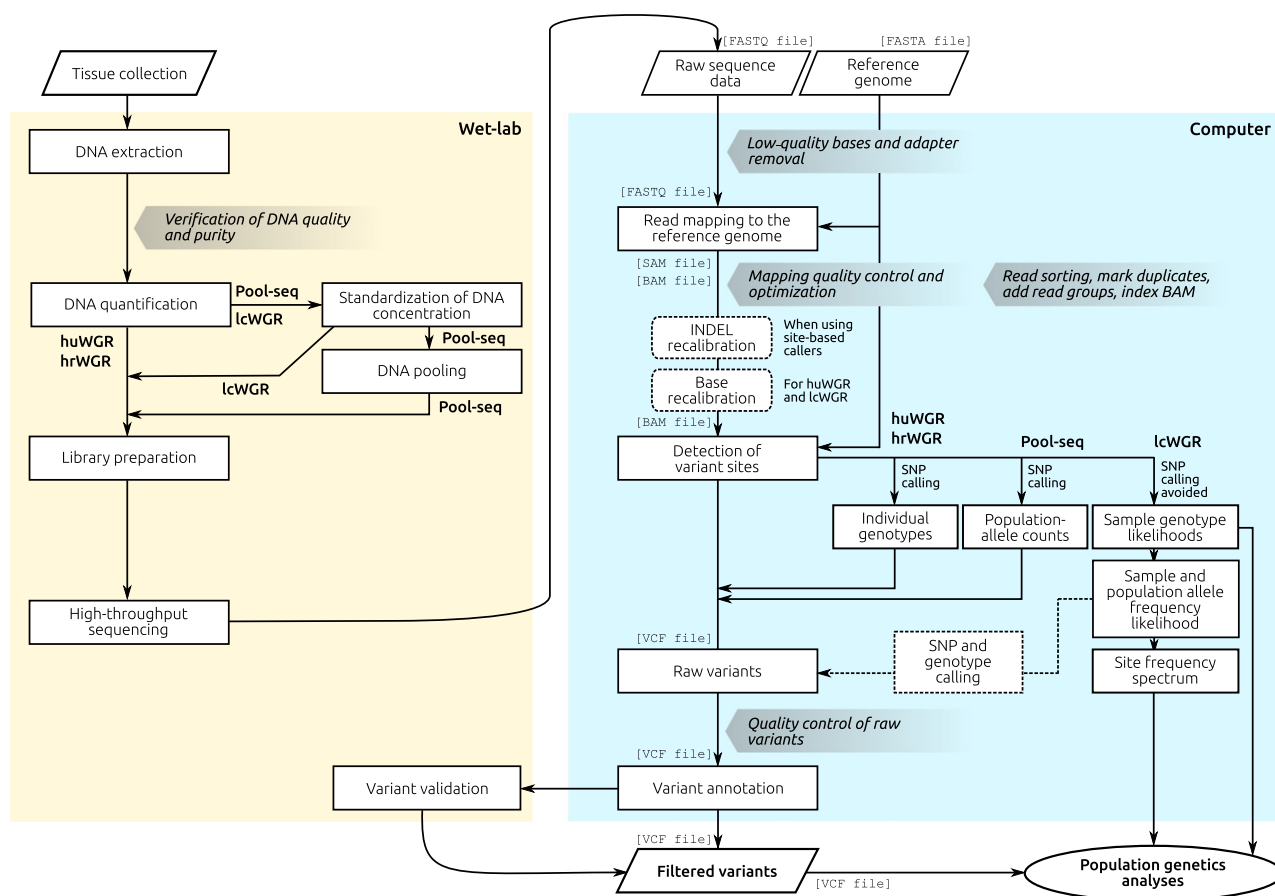 [FASTQ file]
[FASTA file]
Tissue collection
Raw sequence
data
Reference
genome
Wet-lab
Computer
DNA extraction
Low-quality bases and adapter
removal
[FASTQ file]
Verification of DNA quality
and purity
Read mapping to the
reference genome
[SAM file]
[BAM file]
Mapping quality control and
optimization
Read sorting, mark duplicates,
add read groups, index BAM
DNA quantification
Pool-seq
lcWGR
Standardization of DNA
concentration
huWGR
hrWGR
Pool-seq
DNA pooling
lcWGR
Pool-seq
INDEL
recalibration
When using
site-based
callers
Base
recalibration
For huWGR
and lcWGR
[BAM file]
Library preparation
Detection of
variant sites
huWGR
hrWGR
Pool-seq
lcWGR
SNP
calling
SNP
calling
SNP
calling
avoided
Individual
genotypes
Population-
allele counts
Sample genotype
likelihoods
Sample and
population allele
frequency
likelihood
High-throughput
sequencing
[VCF file]
Raw variants
SNP and
genotype
calling
Site frequency
spectrum
Quality control of raw
variants
[VCF file]
Variant validation
Variant annotation
[VCF file]
Filtered variants
[VCF file]
Population genetics
analyses